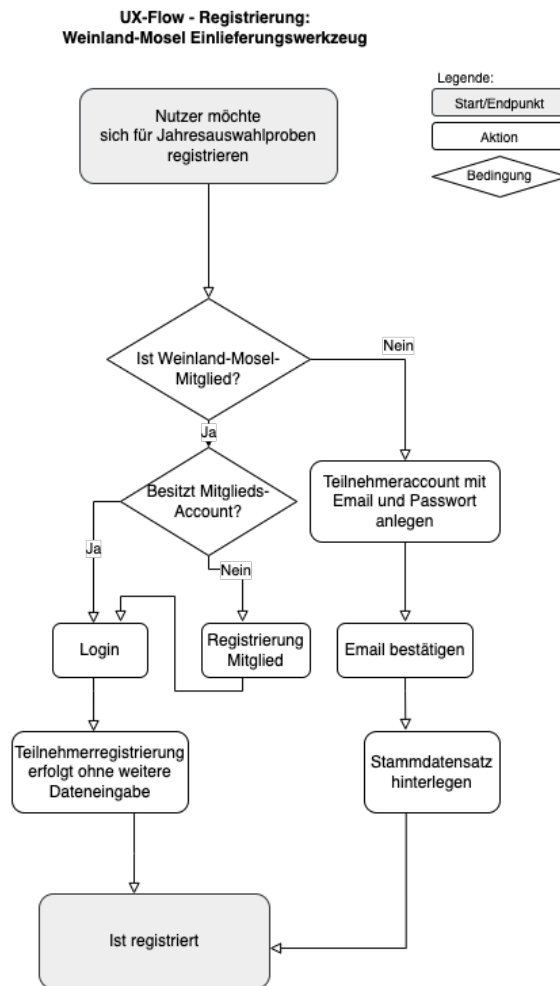 UX-Flow - Registrierung:
Weinland-Mosel Einlieferungswerkzeug
Legende:
Start/Endpunkt
Aktion
Bedingung
Nutzer möchte
sich für Jahresauswahlproben
registrieren
Ist Weinland-Mosel-
Mitglied?
Nein
Ja
Besitzt Mitglieds-
Account?
Teilnehmeraccount mit
Email und Passwort
anlegen
Ja
Nein
Login
Registrierung
Mitglied
Email bestätigen
Teilnehmerregistrierung
erfolgt ohne weitere
Dateneingabe
Stammdatensatz
hinterlegen
Ist registriert